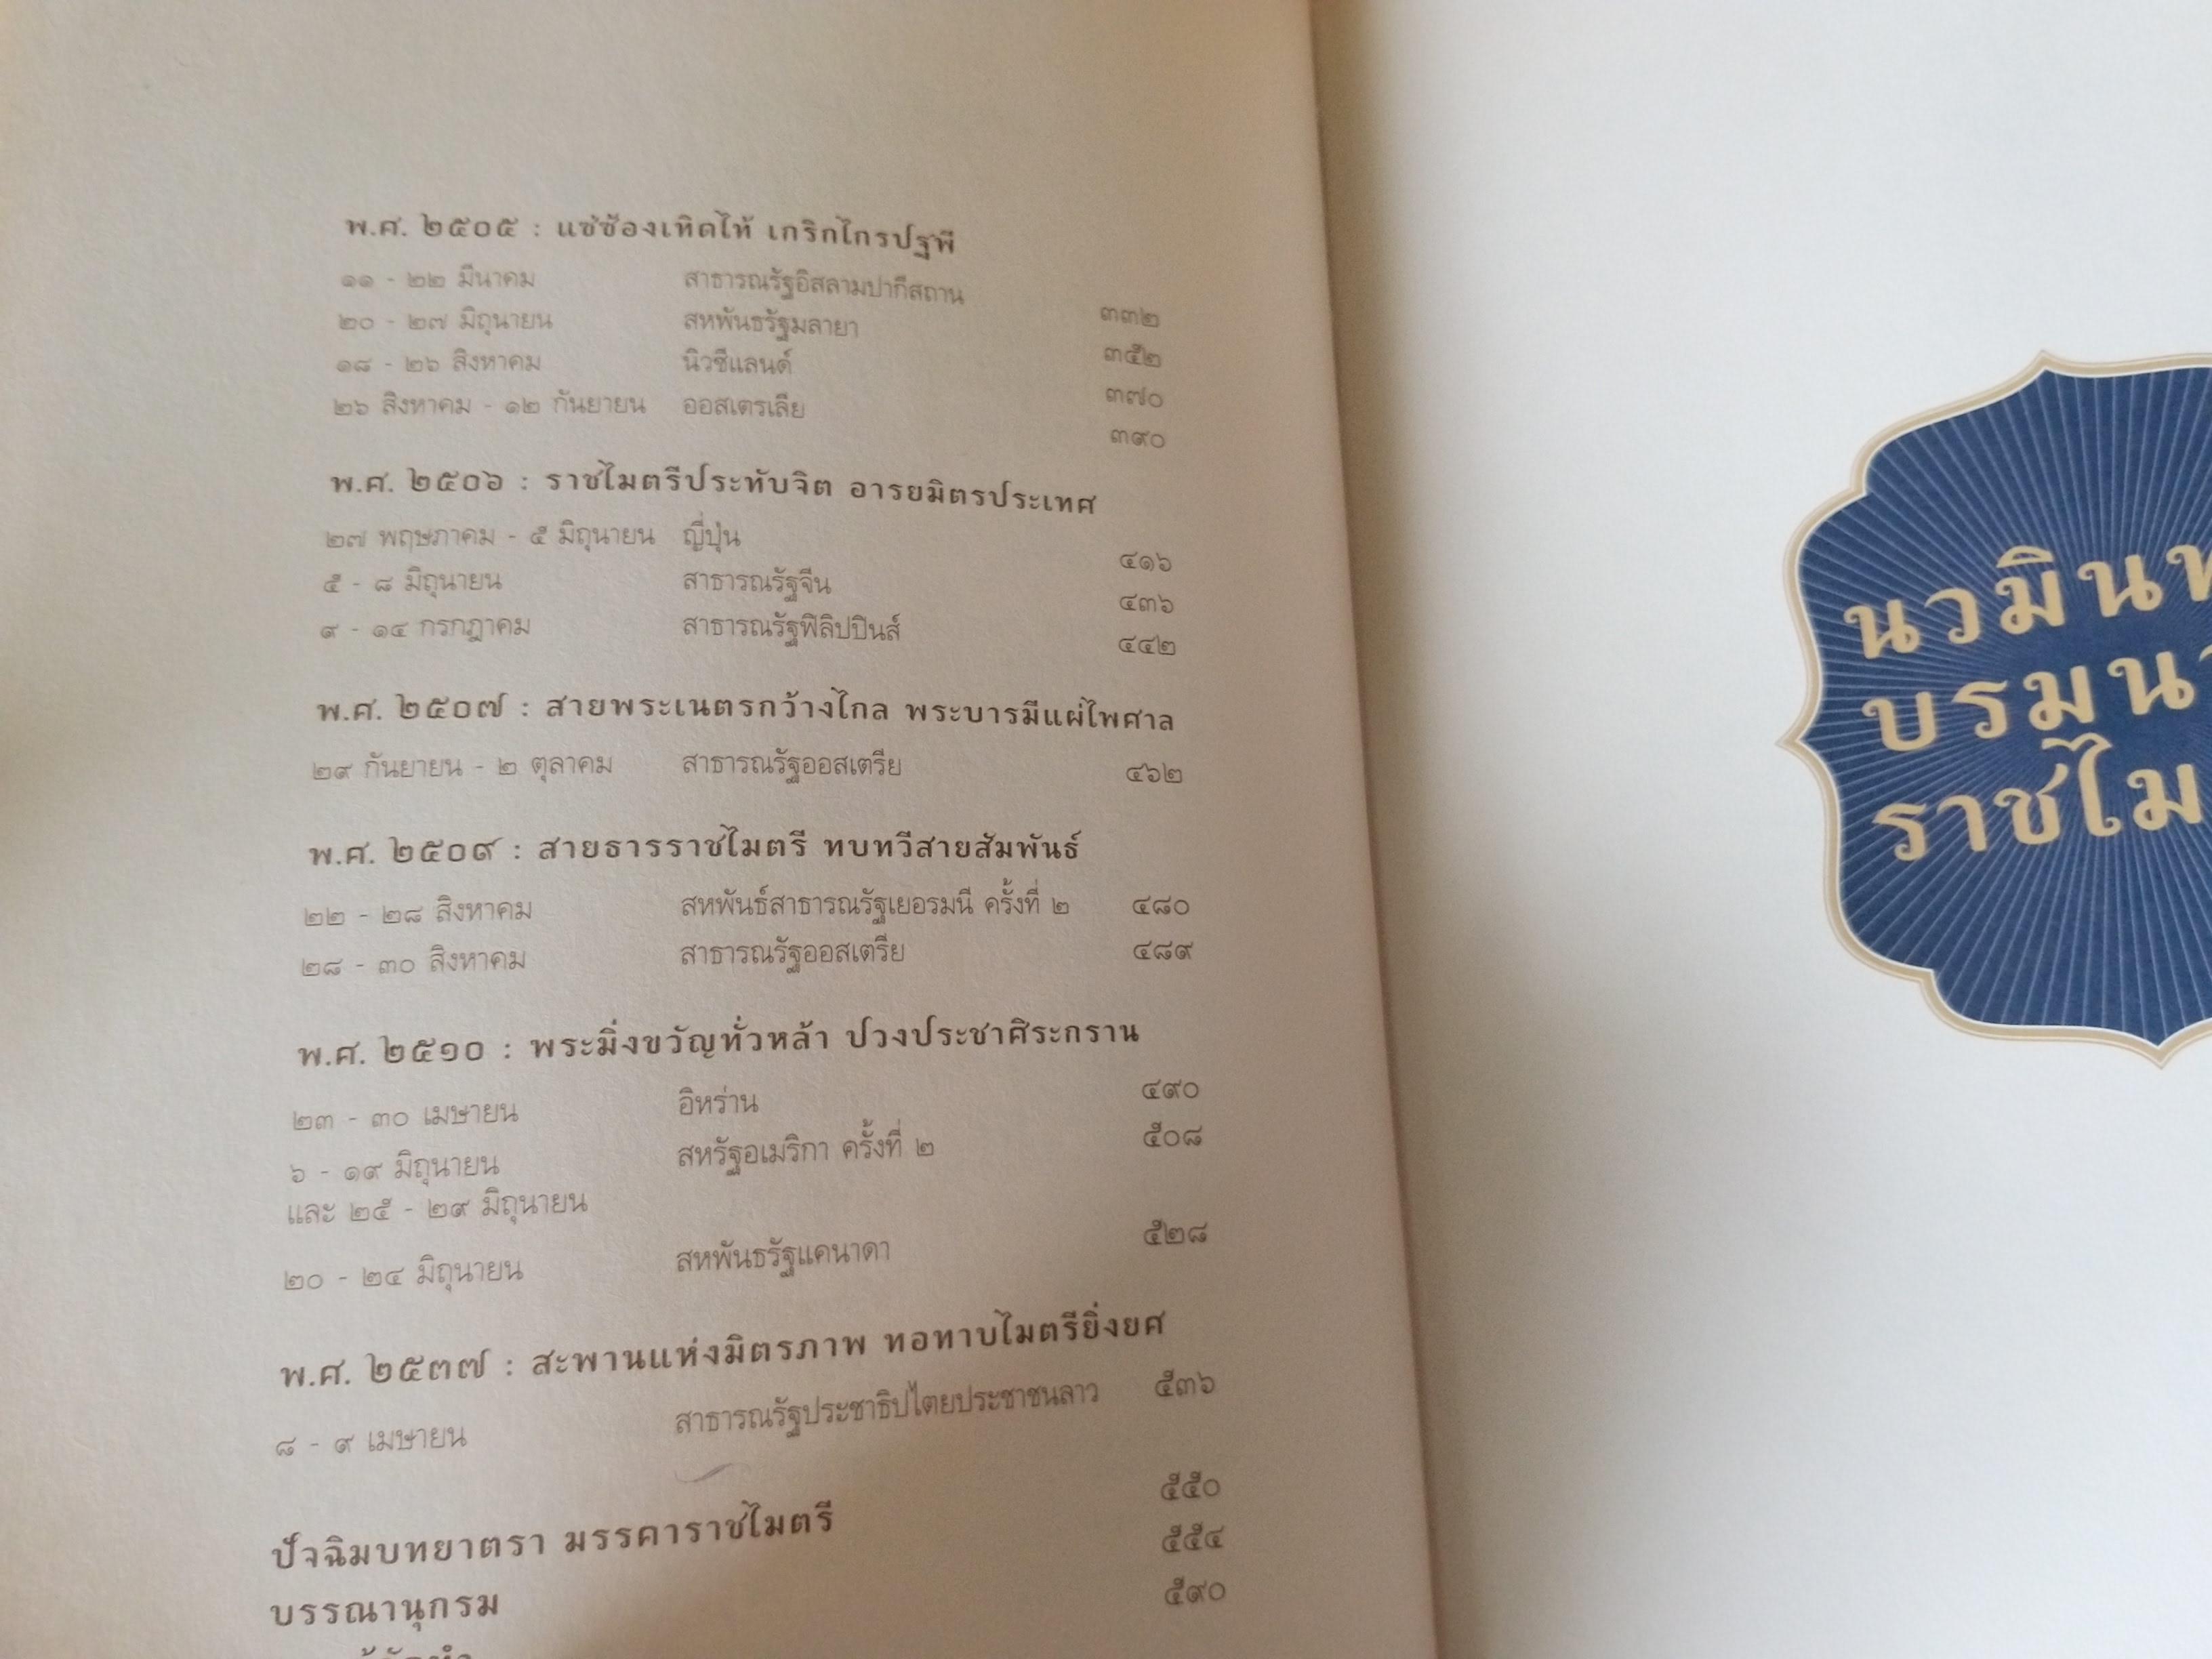 พ.ศ. ๒๕๐๕ : แซ่ซ้องเทิดไท้ เกริกไกรปฐพี
๑๑ - ๒๒ มีนาคม สาธารณรัฐอิสลามปากีสถาน ๓๓๒
๒๐ - ๒๗ มิถุนายน สหพันธรัฐมลายา ๓๕๒
๑๘ - ๒๖ สิงหาคม นิวซีแลนด์ ๓๗๐
๒๖ สิงหาคม - ๑๒ กันยายน ออสเตรเลีย ๓๙๐
พ.ศ. ๒๕๐๖ : ราชไมตรีประทับจิต อารยมิตรประเทศ
๒๗ พฤษภาคม - ๕ มิถุนายน ญี่ปุ่น ๔๑๖
๕ - ๘ มิถุนายน สาธารณรัฐจีน ๔๓๖
๙ - ๑๔ กรกฎาคม สาธารณรัฐฟิลิปปินส์ ๔๔๒
พ.ศ. ๒๕๐๗ : สายพระเนตรกว้างไกล พระบารมีแผ่ไพศาล
๒๙ กันยายน - ๒ ตุลาคม สาธารณรัฐออสเตรีย ๔๖๒
พ.ศ. ๒๕๐๙ : สายธารราชไมตรี ทบทวีสายสัมพันธ์
๒๒ - ๒๘ สิงหาคม สหพันธ์สาธารณรัฐเยอรมนี ครั้งที่ ๒ ๔๘๐
๒๘ - ๓๐ สิงหาคม สาธารณรัฐออสเตรีย ๔๘๙
พ.ศ. ๒๕๑๐ : พระมิ่งขวัญทั่วหล้า ปวงประชาศิระกราน
๒๓ - ๓๐ เมษายน อิหร่าน ๔๙๐
๖ - ๑๙ มิถุนายน สหรัฐอเมริกา ครั้งที่ ๒ ๕๐๘
และ ๒๕ - ๒๙ มิถุนายน
๒๐ - ๒๔ มิถุนายน สหพันธรัฐแคนาดา ๕๒๘
พ.ศ. ๒๕๓๗ : สะพานแห่งมิตรภาพ ทอทาบไมตรียิ่งยศ
๘ - ๙ เมษายน สาธารณรัฐประชาธิปไตยประชาชนลาว ๕๓๖
ปัจฉิมบทยาตรา มรรคาราชไมตรี ๕๕๐
บรรณานุกรม ๕๕๔
๕๙๐
นวมินท
บรมนา
ราชไม